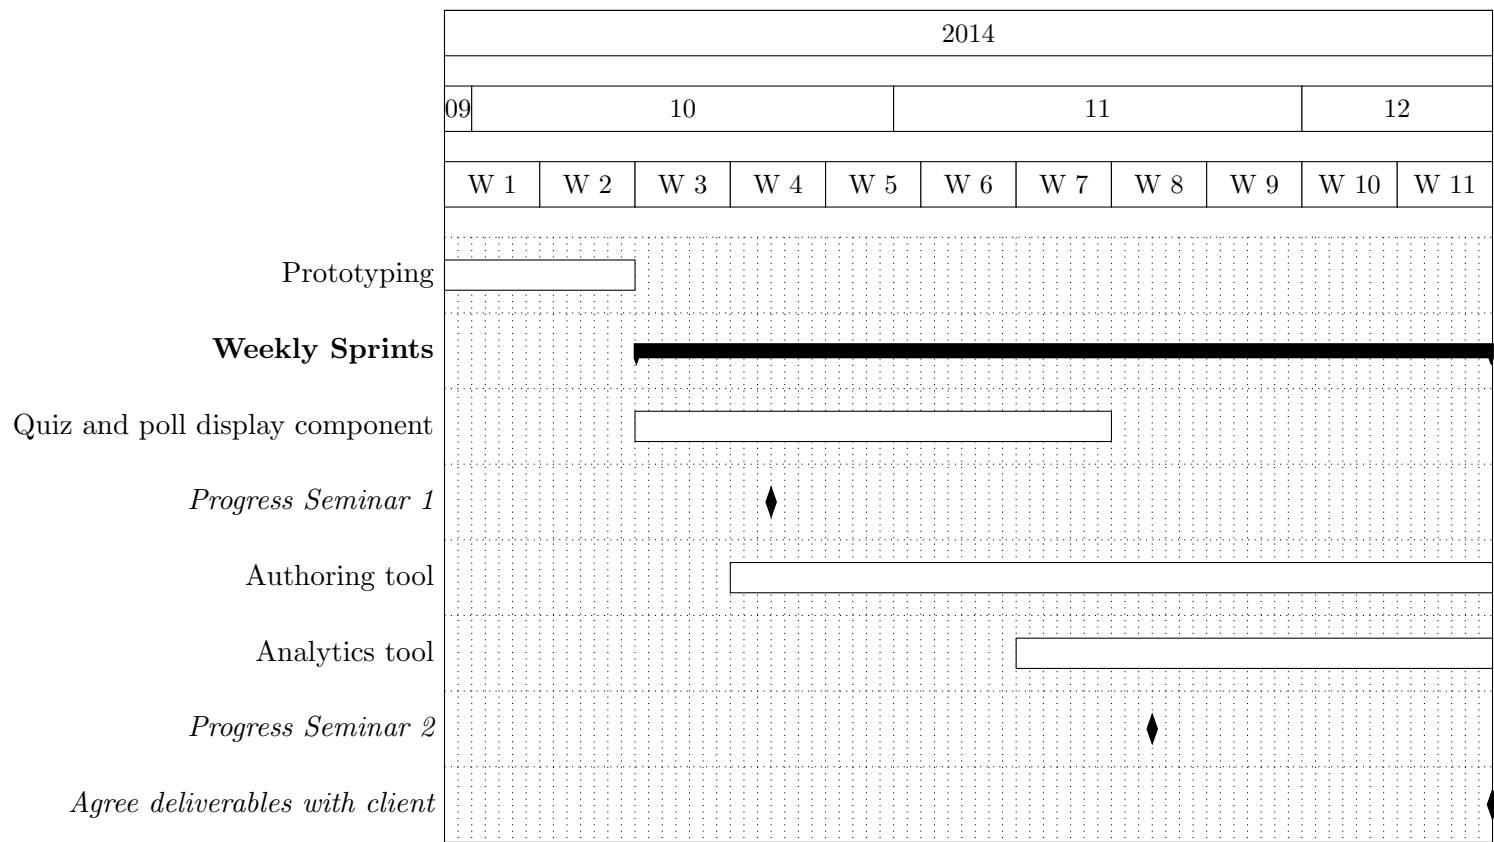 2014
09 10 11 12
W 1 W 2 W 3 W 4 W 5 W 6 W 7 W 8 W 9 W 10 W 11
Prototyping
Weekly Sprints
Quiz and poll display component
Progress Seminar 1
Authoring tool
Analytics tool
Progress Seminar 2
Agree deliverables with client